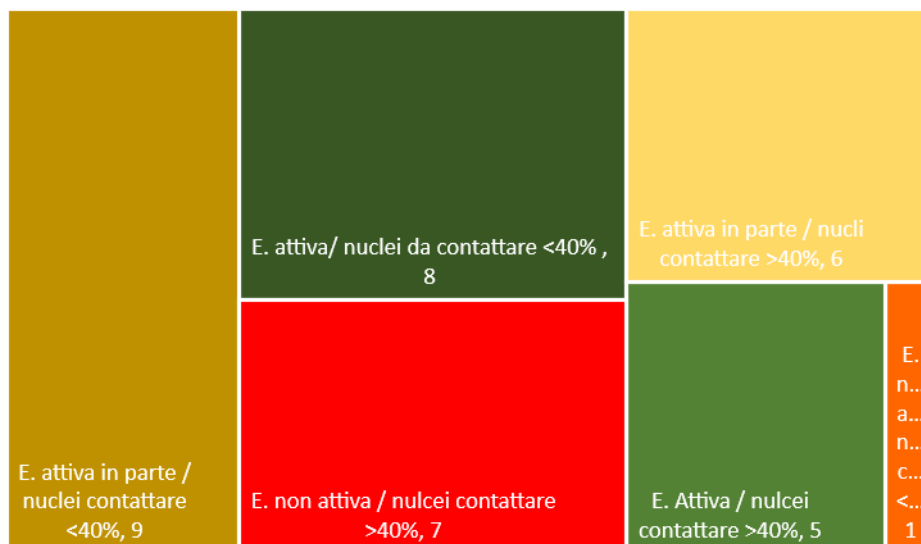 E. attiva in parte /
nuclei contattare
<40%, 9
E. attiva/ nuclei da contattare <40% ,
8
E. non attiva / nulcei contattare
>40%, 7
E. attiva in parte / nucli
contattare >40%, 6
E. Attiva / nulcei
contattare >40%, 5
E.
n...
a...
n...
c...
<...
1